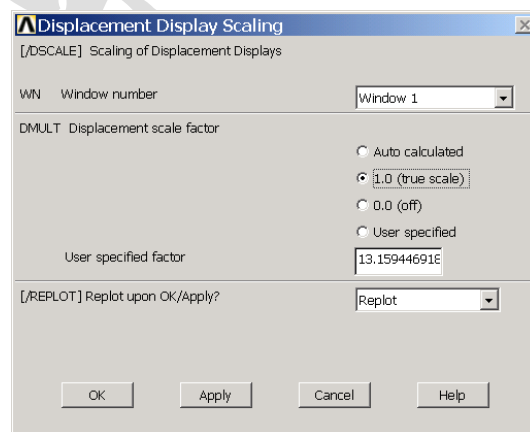 Displacement Display Scaling
[/DSCALE] Scaling of Displacement Displays
WN Window number Window 1
DMULT Displacement scale factor
Auto calculated
1.0 (true scale)
0.0 (off)
User specified
User specified factor 13.159446918
[/REPLOT] Replot upon OK/Apply? Replot
OK Apply Cancel Help